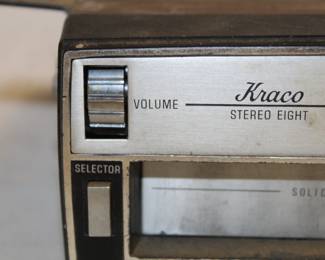 VOLUME
Kraco
STEREO EIGHT
SELECTOR